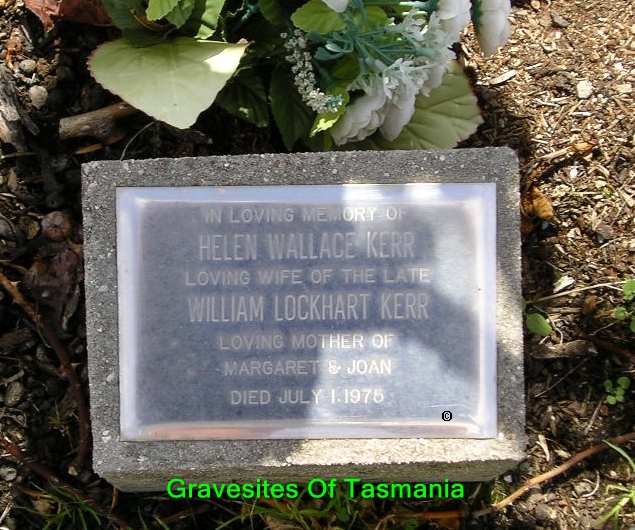 IN LOVING MEMORY OF
HELEN WALLACE KERR
LOVING WIFE OF THE LATE
WILLIAM LOCKHART KERR
LOVING MOTHER OF
MARGARET & JOAN
DIED JULY 1.1975
©
Gravesites Of Tasmania